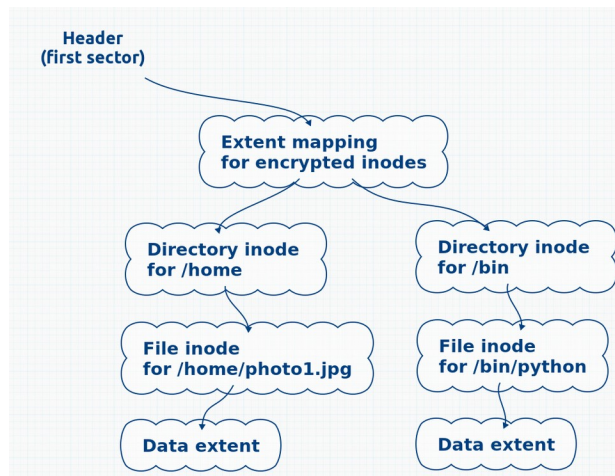 Header
(first sector)
Extent mapping
for encrypted inodes
Directory inode
for /home
Directory inode
for /bin
File inode
for /home/photo1.jpg
File inode
for /bin/python
Data extent
Data extent